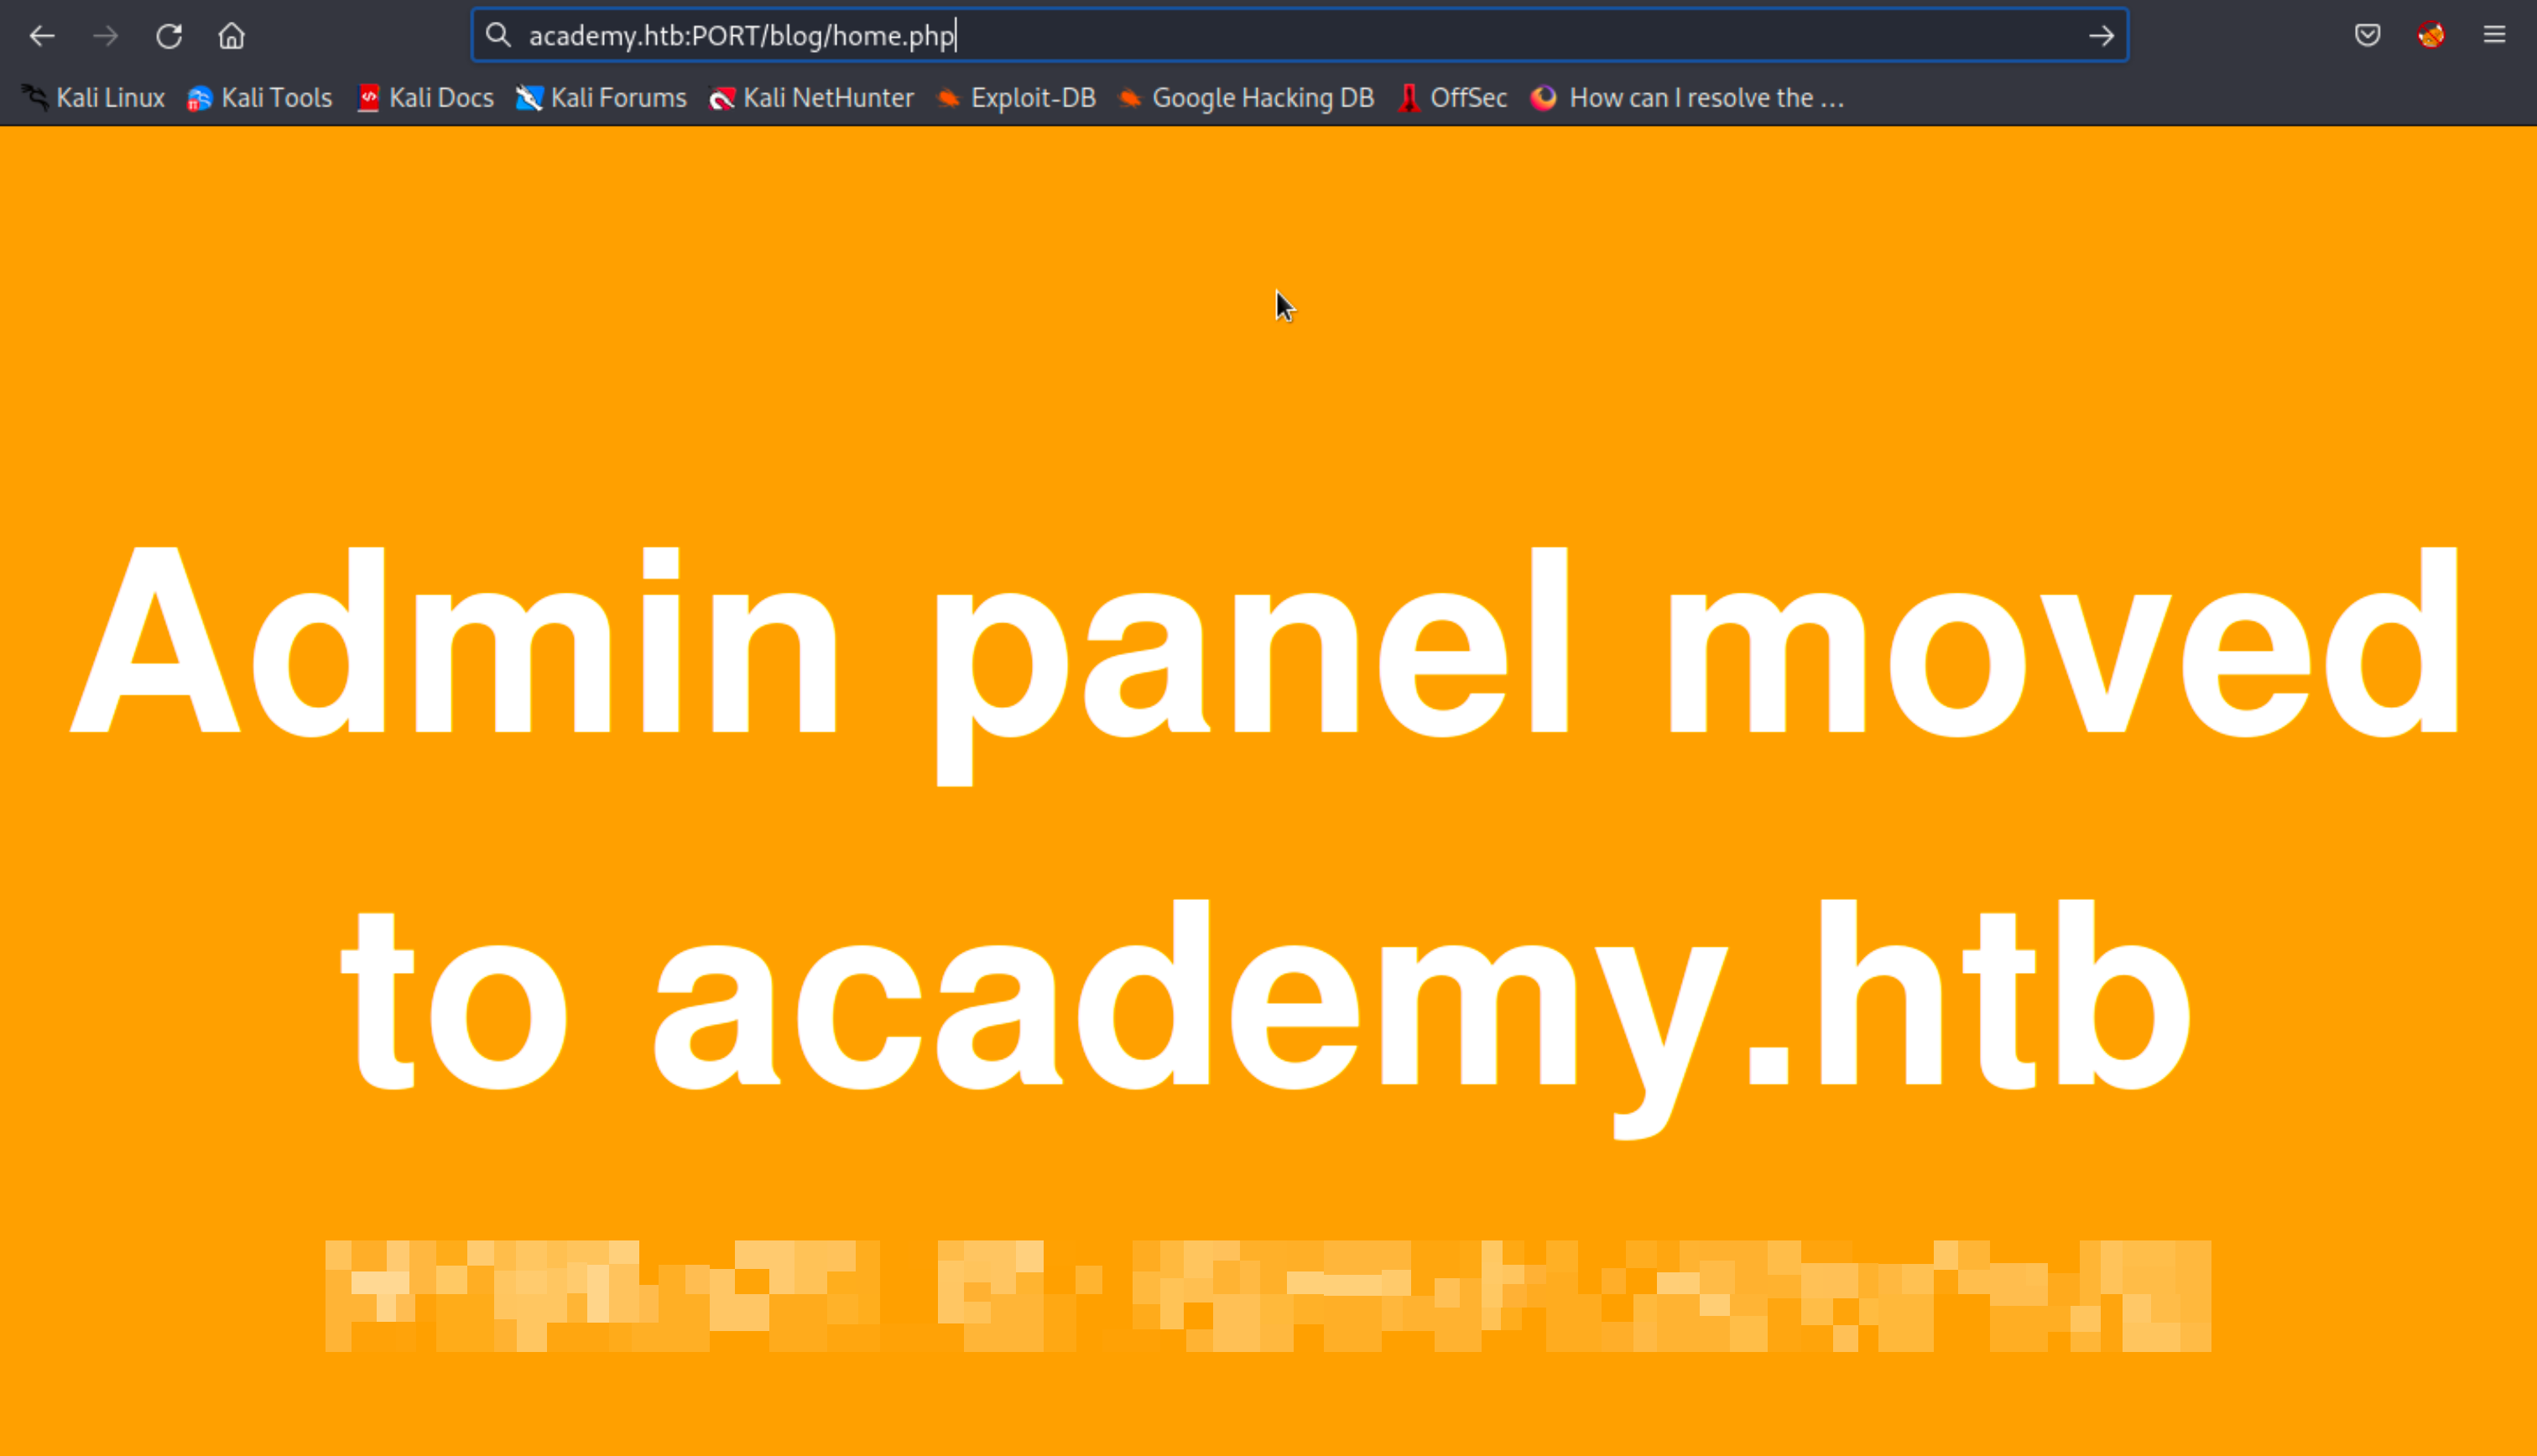 academy.htb:PORT/blog/home.php
Kali Linux Kali Tools Kali Docs Kali Forums Kali NetHunter Exploit-DB Google Hacking DB OffSec How can I resolve the …
Admin panel moved
to academy.htb